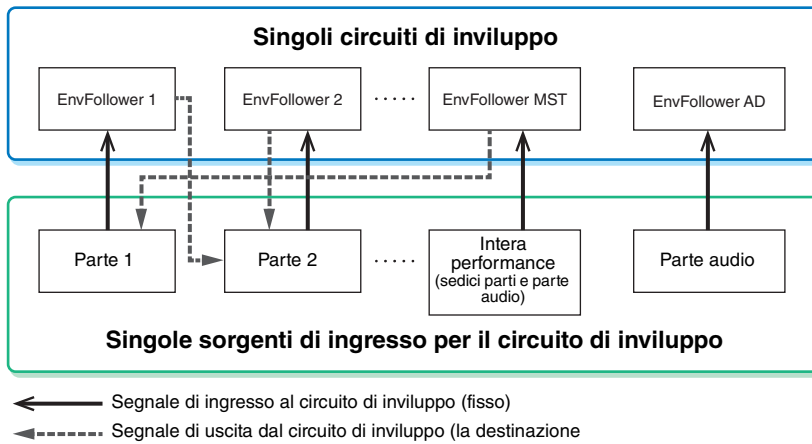 Singoli circuiti di inviluppo
EnvFollower 1
EnvFollower 2
·····
EnvFollower MST
EnvFollower AD
Parte 1
Parte 2
·····
Intera
performance
(sedici parti e parte
audio)
Parte audio
Singole sorgenti di ingresso per il circuito di inviluppo
Segnale di ingresso al circuito di inviluppo (fisso)
Segnale di uscita dal circuito di inviluppo (la destinazione